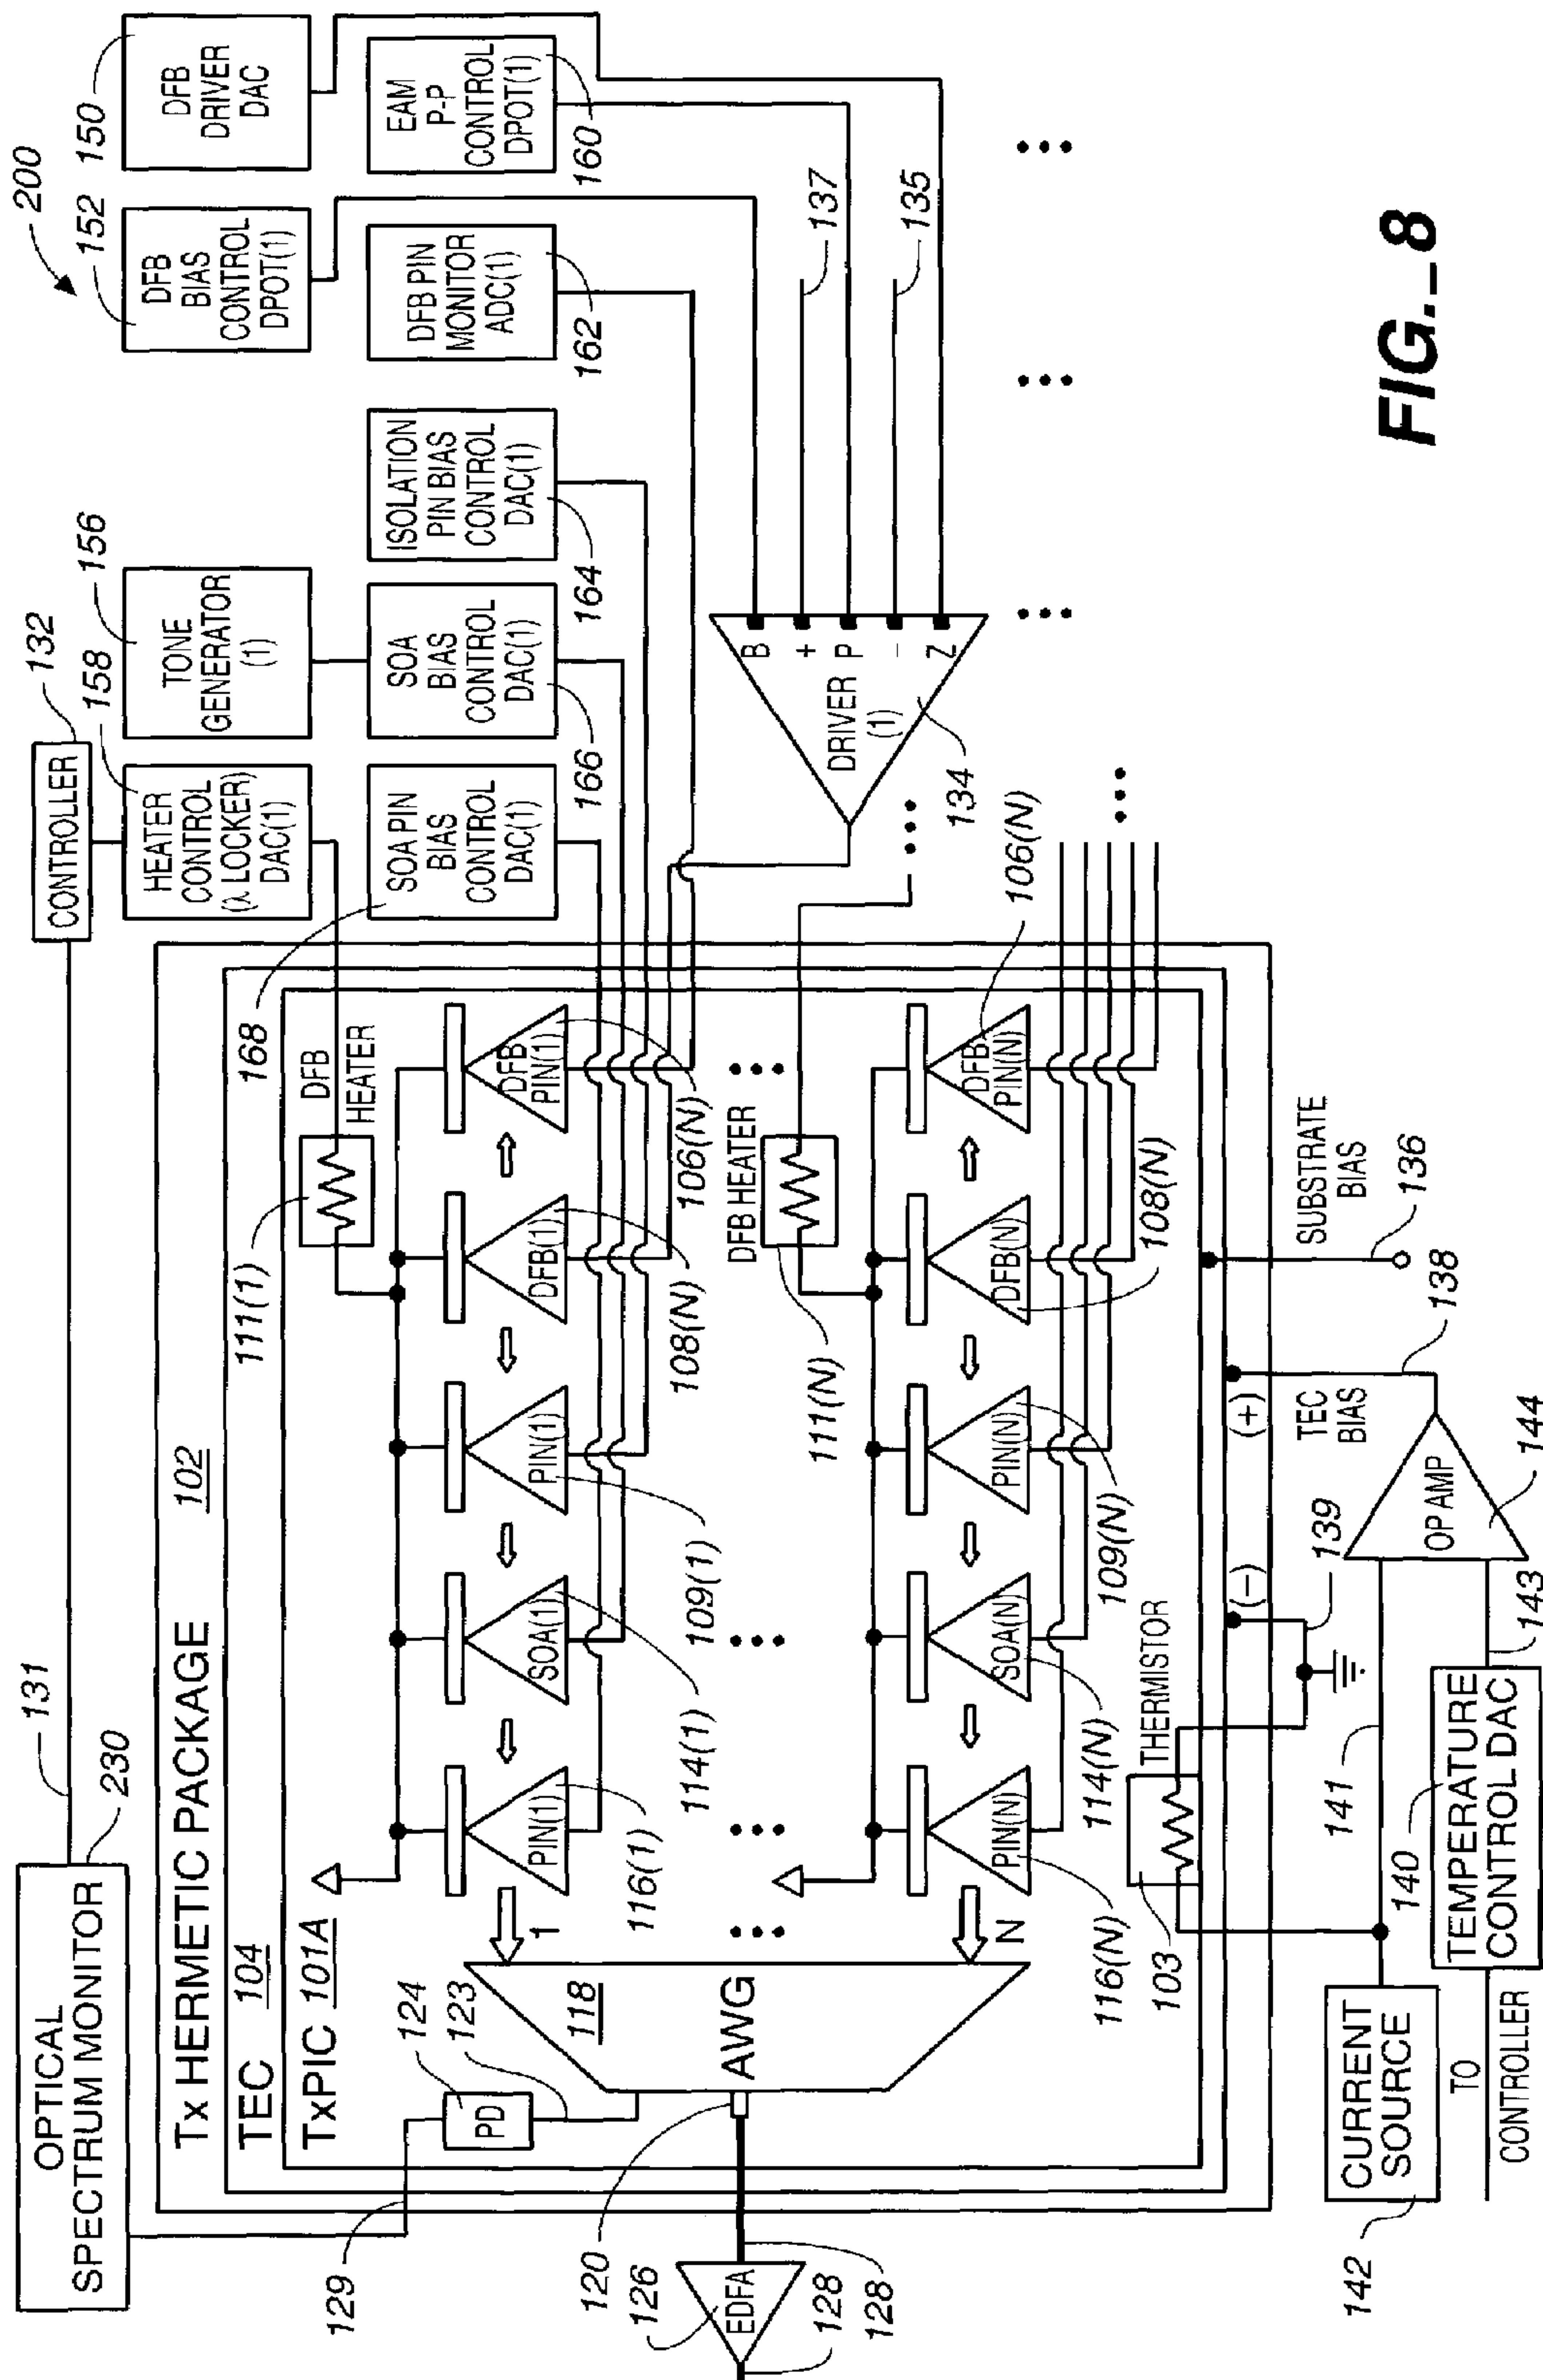 200
150
DFB
DRIVER
DAC
152
DFB
BIAS
CONTROL
DPOT(1)
156
TONE
GENERATOR
(1)
132
CONTROLLER
158
HEATER
CONTROL
(λ LOCKER)
DAC(1)
131
230
OPTICAL
SPECTRUM MONITOR
EAM
P-P
CONTROL
DPOT(1)
160
DFB PIN
MONITOR
ADC(1)
162
ISOLATION
PIN BIAS
CONTROL
DAC(1)
164
SOA
BIAS
CONTROL
DAC(1)
166
SOA PIN
BIAS
CONTROL
DAC(1)
168
Tx HERMETIC PACKAGE 102
TEC 104
TxPIC 101A
111(1)
DFB
HEATER
PIN(1)
SOA(1)
PIN(1)
DFB(1)
DFB
PIN(1)
116(1)
114(1)
109(1)
108(N)
106(N)
1
137
135
B
+
P
−
Z
DRIVER
(1)
134
129
124
PD
123
118
AWG
120
126
EDFA
128
128
DFB HEATER
111(N)
106(N)
PIN(N)
SOA(N)
PIN(N)
DFB(N)
DFB
PIN(N)
N
116(N)
114(N)
109(N)
108(N)
103
THERMISTOR
139
(−)
(+)
TEC
BIAS
138
SUBSTRATE
BIAS
136
141
OP AMP
144
143
142
CURRENT
SOURCE
140
TEMPERATURE
CONTROL DAC
TO
CONTROLLER
FIG._8